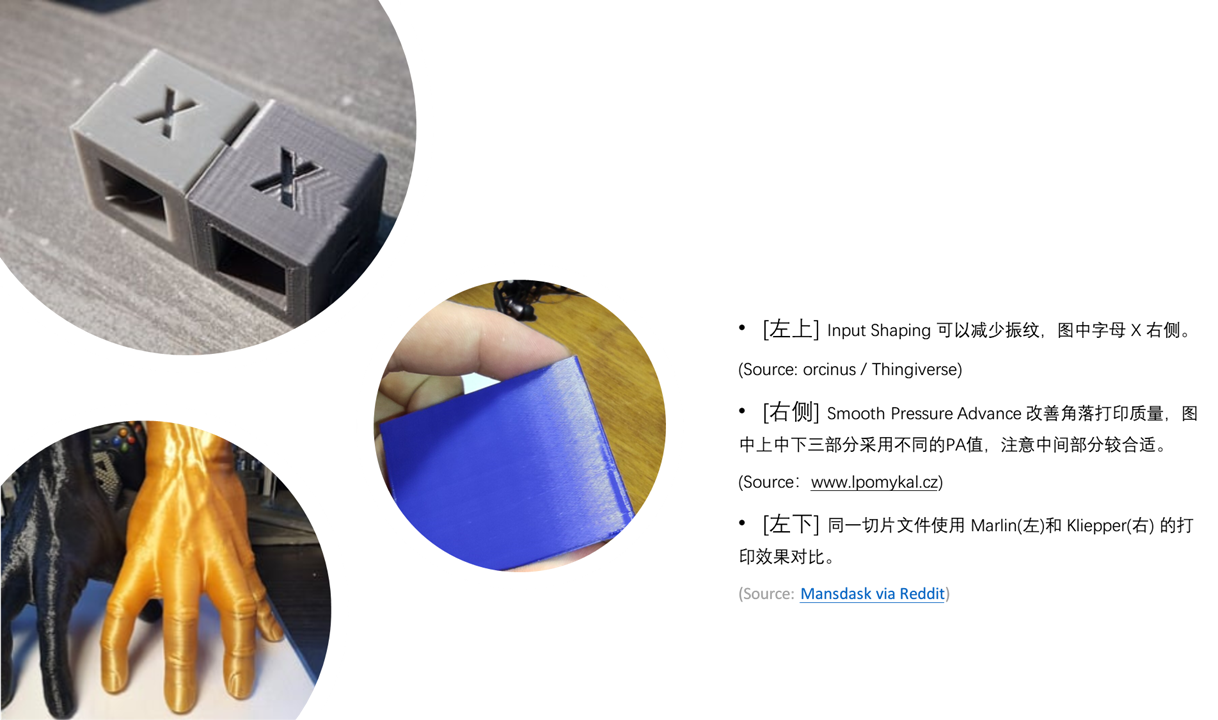 X
X
• [左上] Input Shaping 可以减少振纹，图中字母 X 右侧。
(Source: orcinus / Thingiverse)
• [右侧] Smooth Pressure Advance 改善角落打印质量，图
中上中下三部分采用不同的PA值，注意中间部分较合适。
(Source： www.lpomykal.cz)
• [左下] 同一切片文件使用 Marlin(左)和 Kliepper(右) 的打
印效果对比。
(Source: Mansdask via Reddit)